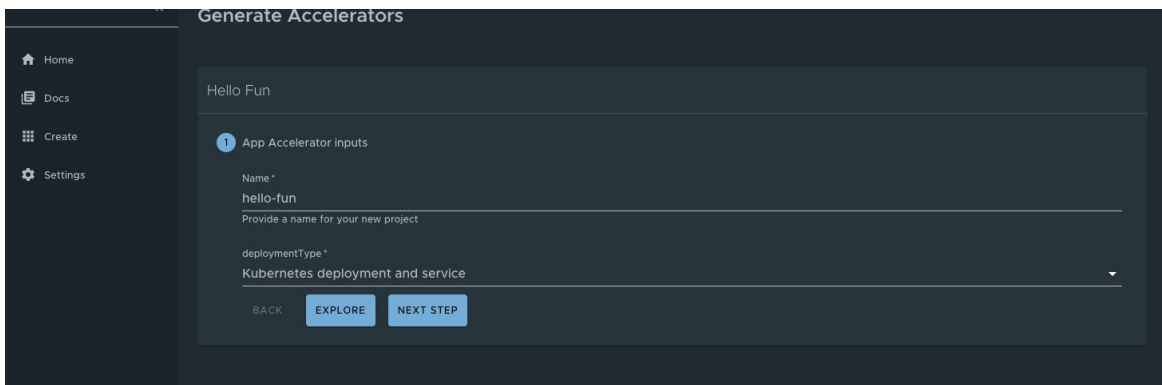 Generate Accelerators
Home
Docs
Create
Settings
Hello Fun
1 App Accelerator inputs
Name *
hello-fun
Provide a name for your new project
deploymentType *
Kubernetes deployment and service
BACK EXPLORE NEXT STEP